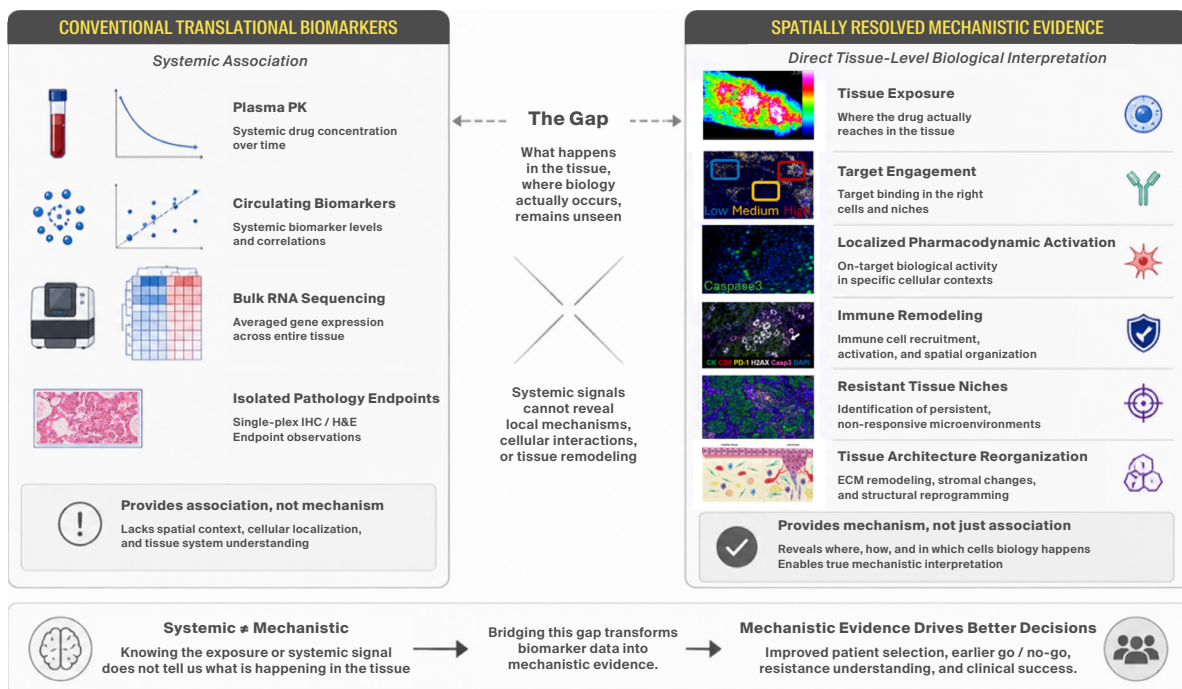 CONVENTIONAL TRANSLATIONAL BIOMARKERS
Systemic Association
Plasma PK
Systemic drug concentration
over time
Circulating Biomarkers
Systemic biomarker levels
and correlations
Bulk RNA Sequencing
Averaged gene expression
across entire tissue
Isolated Pathology Endpoints
Single-plex IHC / H&E
Endpoint observations
Provides association, not mechanism
Lacks spatial context, cellular localization,
and tissue system understanding
The Gap
What happens
in the tissue,
where biology
actually occurs,
remains unseen
Systemic signals
cannot reveal
local mechanisms,
cellular interactions,
or tissue remodeling
SPATIALLY RESOLVED MECHANISTIC EVIDENCE
Direct Tissue-Level Biological Interpretation
Tissue Exposure
Where the drug actually
reaches in the tissue
Low Medium High
Target Engagement
Target binding in the right
cells and niches
Caspase3
Localized Pharmacodynamic Activation
On-target biological activity
in specific cellular contexts
CK CD8 PD-1 H2AX Casp3 DAPI
Immune Remodeling
Immune cell recruitment,
activation, and spatial organization
Resistant Tissue Niches
Identification of persistent,
non-responsive microenvironments
Tissue Architecture Reorganization
ECM remodeling, stromal changes,
and structural reprogramming
Provides mechanism, not just association
Reveals where, how, and in which cells biology happens
Enables true mechanistic interpretation
Systemic ≠ Mechanistic
Knowing the exposure or systemic signal
does not tell us what is happening in the tissue
Bridging this gap transforms
biomarker data into
mechanistic evidence.
Mechanistic Evidence Drives Better Decisions
Improved patient selection, earlier go / no-go,
resistance understanding, and clinical success.